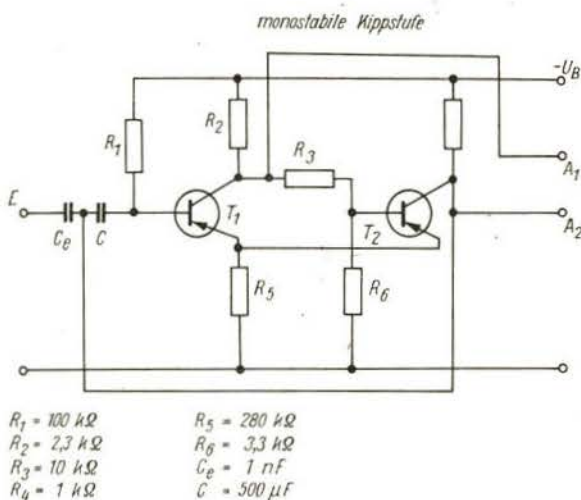 monostabile Kippstufe
-U_B
R_2
R_1
R_3
A_1
E
T_1
T_2
A_2
C_e
C
R_5
R_6
R_1 = 100 kΩ
R_2 = 2,3 kΩ
R_3 = 10 kΩ
R_4 = 1 kΩ
R_5 = 280 kΩ
R_6 = 3,3 kΩ
C_e = 1 nF
C = 500 µF